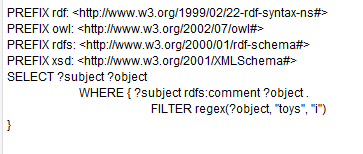 PREFIX rdf: <http://www.w3.org/1999/02/22-rdf-syntax-ns#>
PREFIX owl: <http://www.w3.org/2002/07/owl#>
PREFIX rdfs: <http://www.w3.org/2000/01/rdf-schema#>
PREFIX xsd: <http://www.w3.org/2001/XMLSchema#>
SELECT ?subject ?object
WHERE { ?subject rdfs:comment ?object .
FILTER regex(?object, "toys", "i")
}